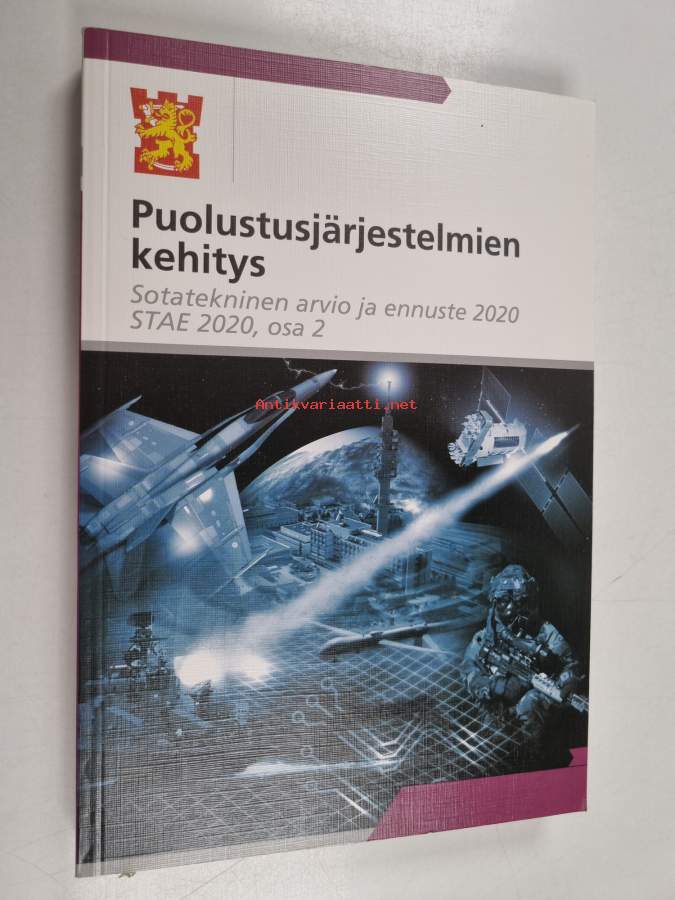 Puolustusjärjestelmien
kehitys
Sotatekninen arvio ja ennuste 2020
STAE 2020, osa 2
Antikvariaatti.net